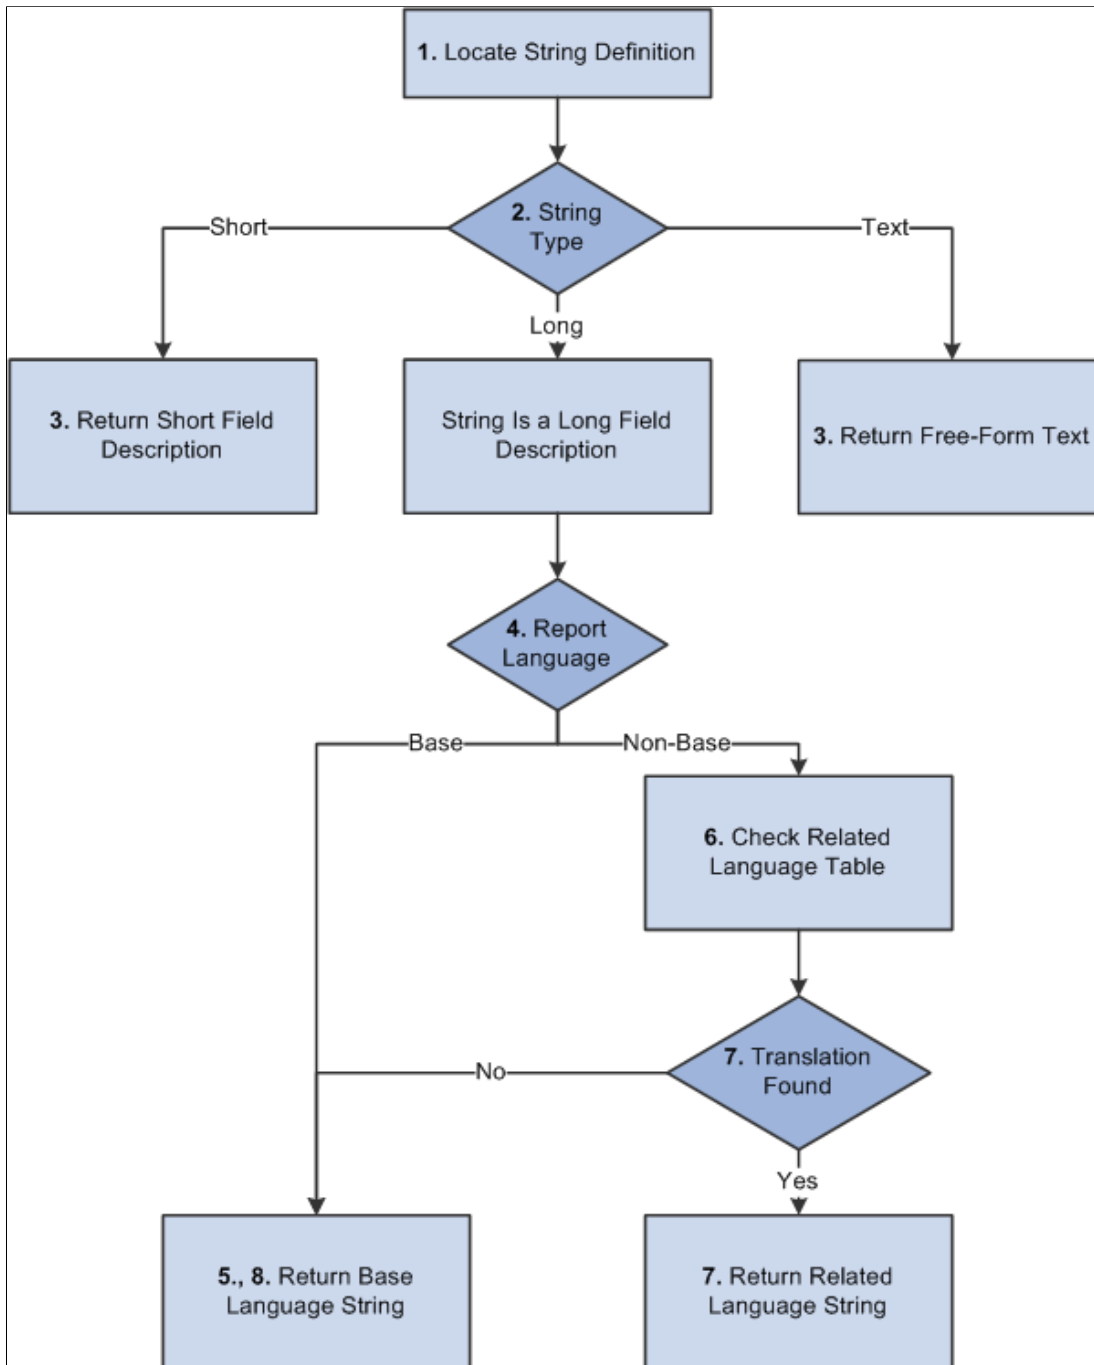 1. Locate String Definition
2. String
Type
Short
Text
Long
3. Return Short Field
Description
String Is a Long Field
Description
3. Return Free-Form Text
4. Report
Language
Base
Non-Base
6. Check Related
Language Table
7. Translation
Found
No
Yes
5., 8. Return Base
Language String
7. Return Related
Language String